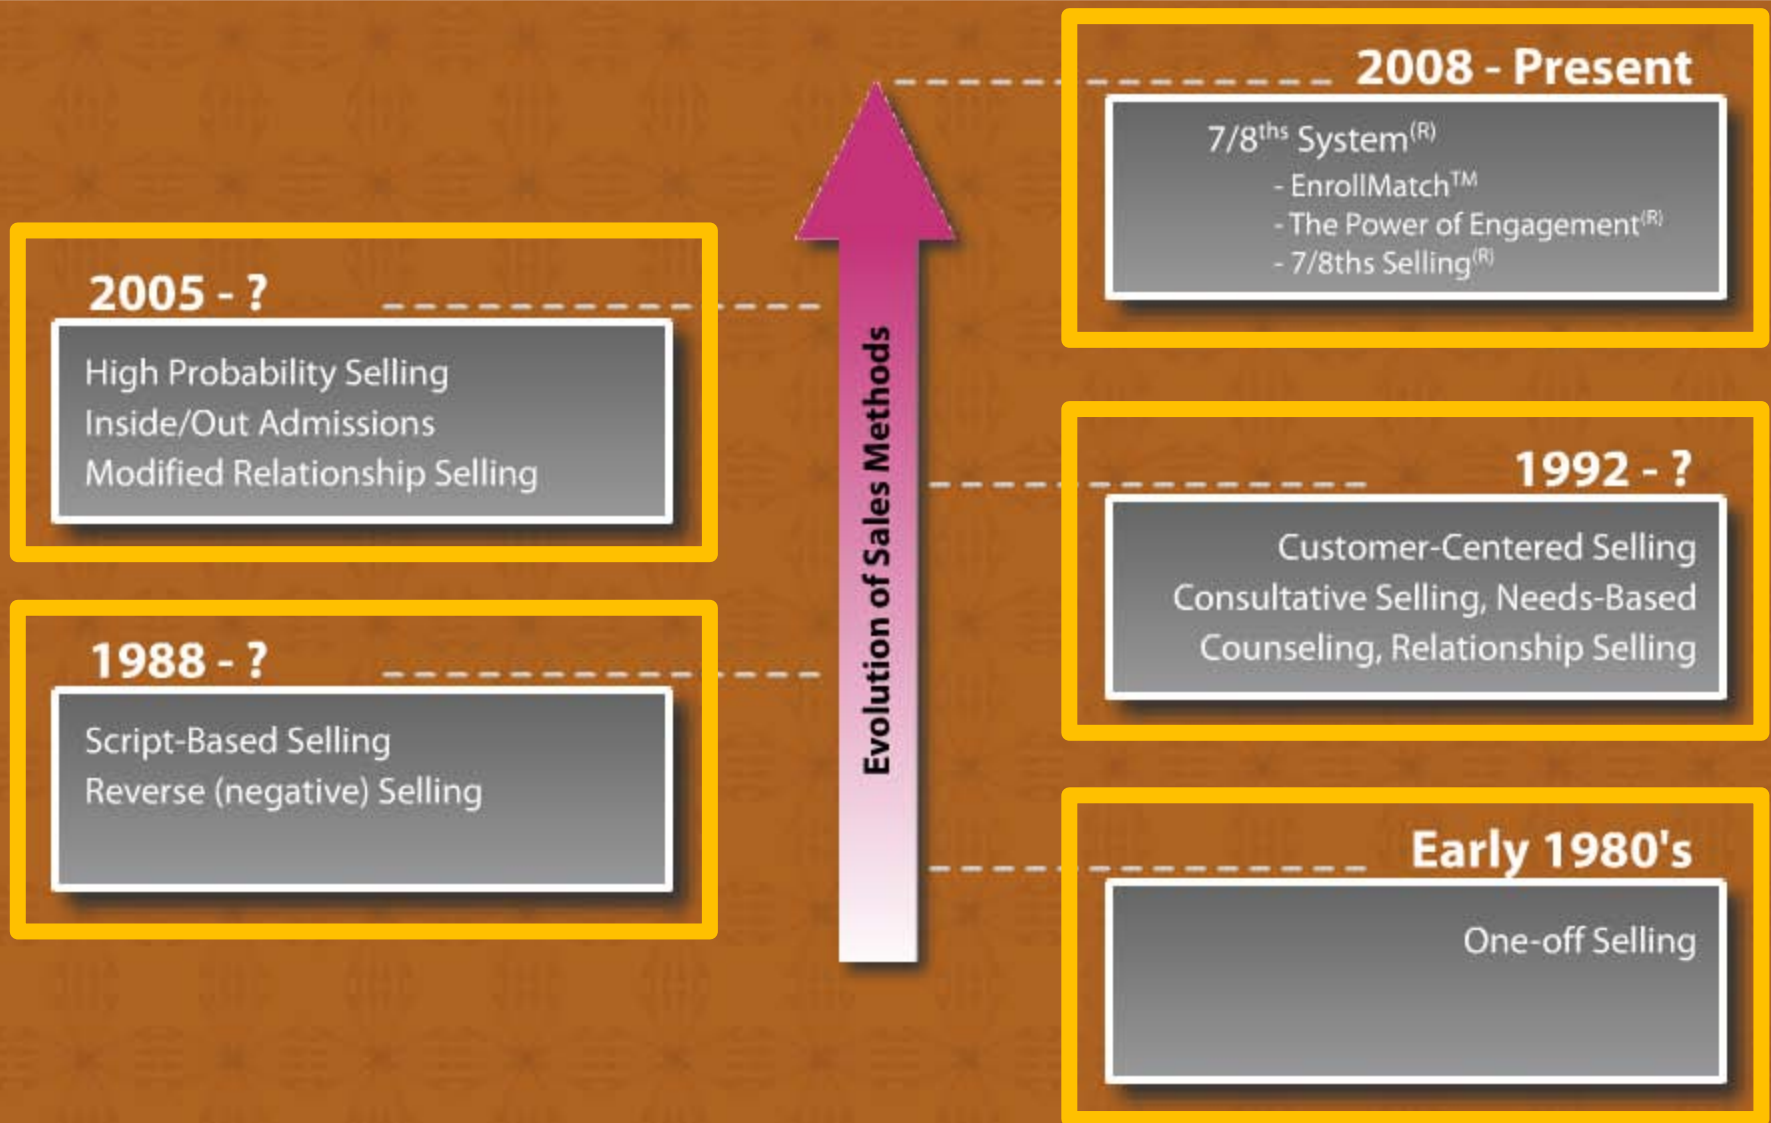 2008 - Present
7/8ths System(R)
- EnrollMatch™
- The Power of Engagement(R)
- 7/8ths Selling(R)
2005 - ?
High Probability Selling
Inside/Out Admissions
Modified Relationship Selling
Evolution of Sales Methods
1992 - ?
Customer-Centered Selling
Consultative Selling, Needs-Based
Counseling, Relationship Selling
1988 - ?
Script-Based Selling
Reverse (negative) Selling
Early 1980's
One-off Selling